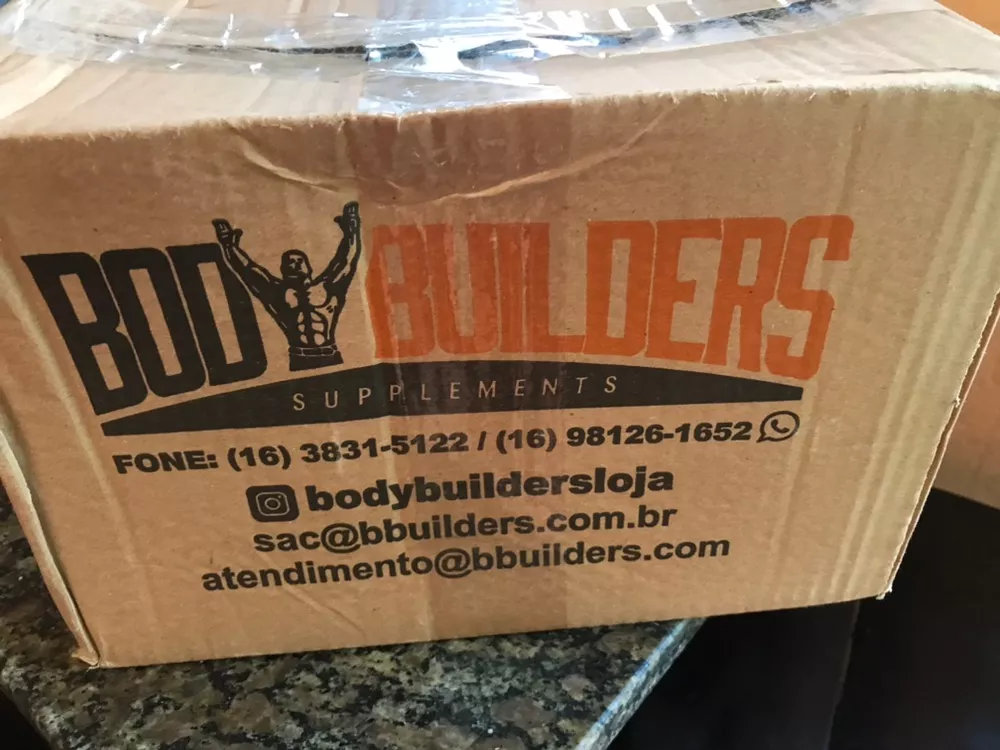 BODY BUILDERS
SUPPLEMENTS
FONE: (16) 3831-5122 / (16) 98126-1652
bodybuildersloja
sac@bbuilders.com.br
atendimento@bbuilders.com